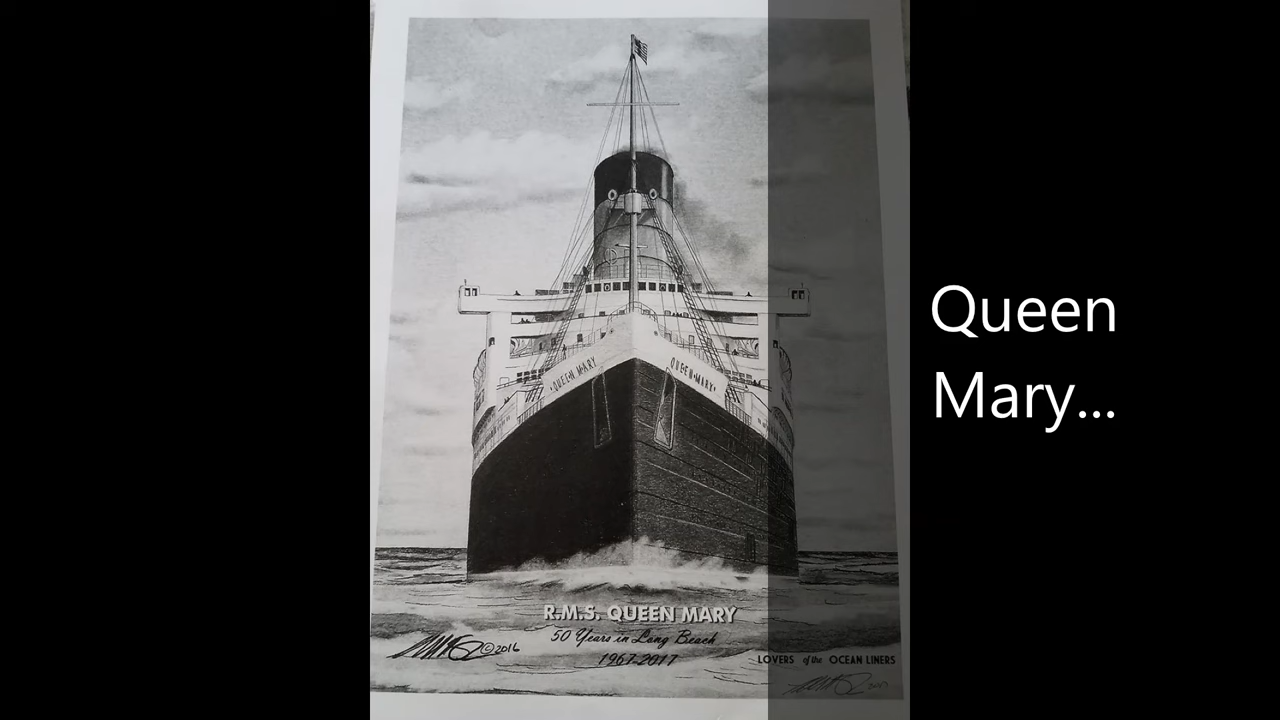 ·QUEEN MARY
QUEEN·MARY·
R.M.S. QUEEN MARY
50 Years in Long Beach
1967-2017
©2016
LOVERS of the OCEAN LINERS
2017
Queen
Mary...